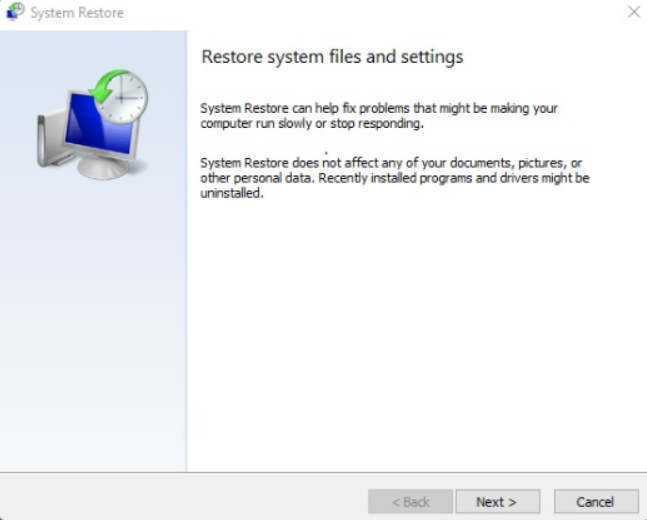 System Restore
Restore system files and settings
System Restore can help fix problems that might be making your
computer run slowly or stop responding.
System Restore does not affect any of your documents, pictures, or
other personal data. Recently installed programs and drivers might be
uninstalled.
< Back Next > Cancel